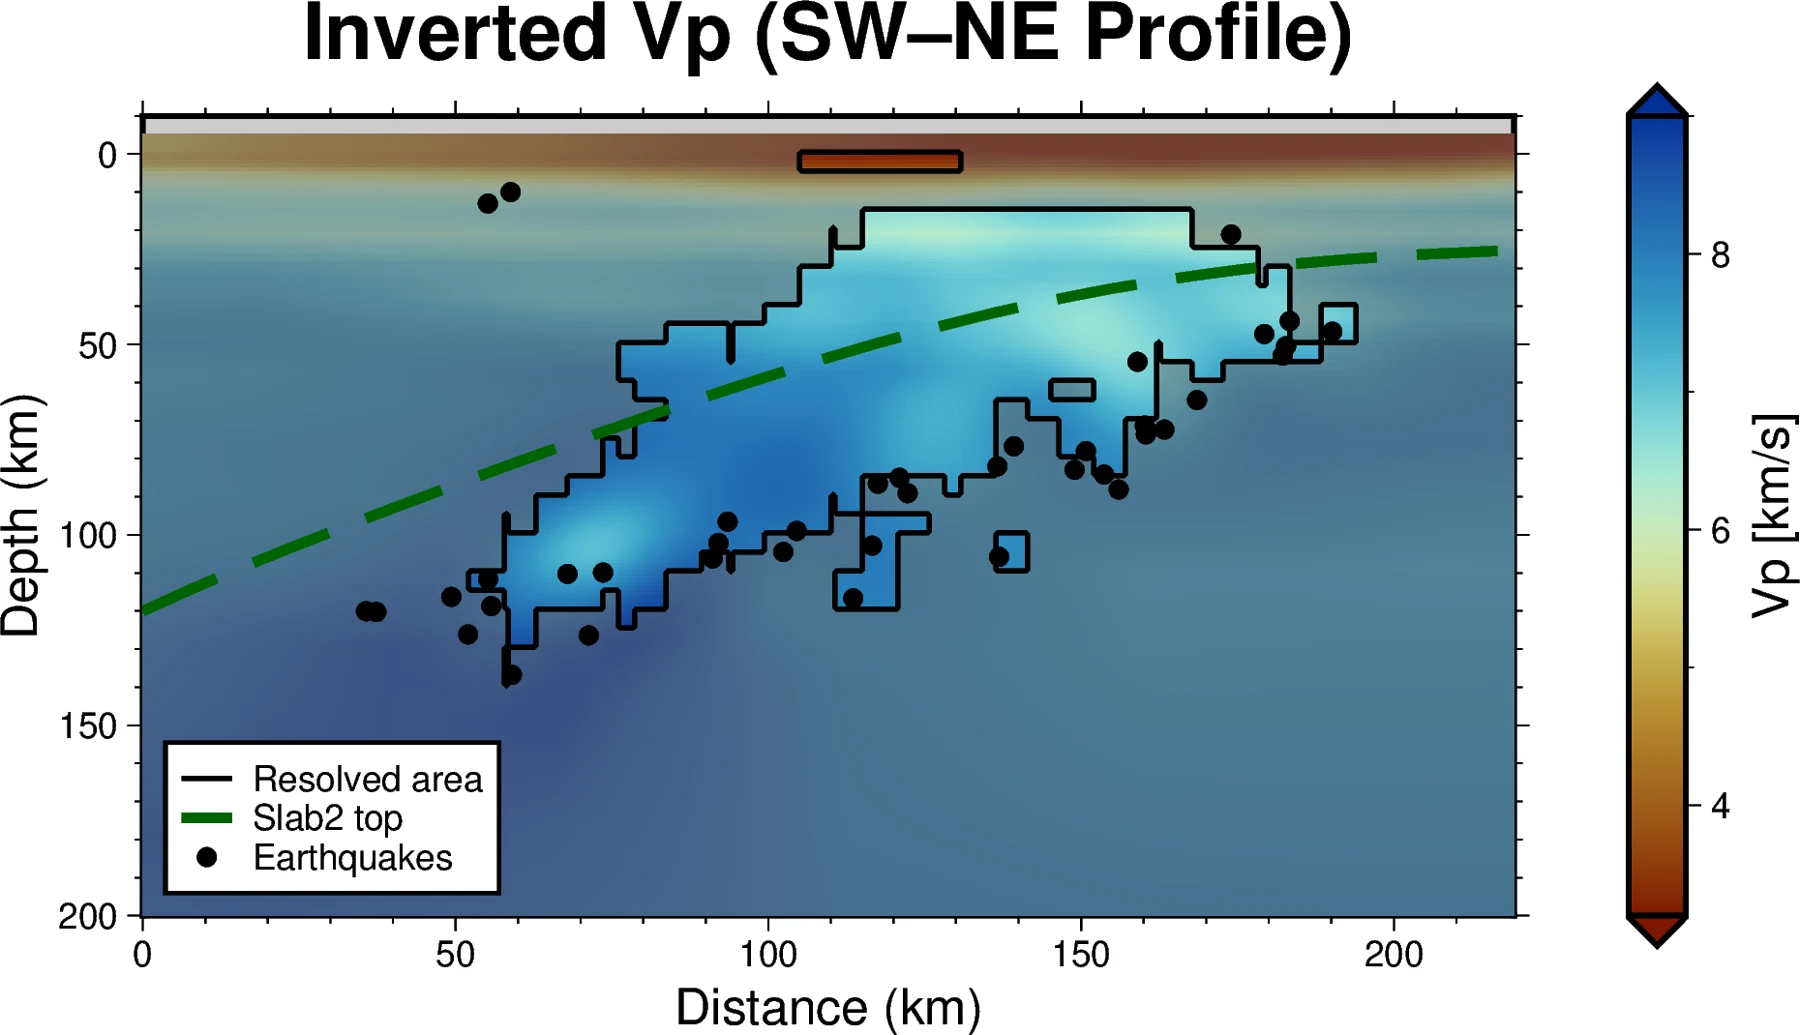 Inverted Vp (SW–NE Profile)
0
50
100
150
200
Depth (km)
Resolved area
Slab2 top
Earthquakes
0
50
100
150
200
Distance (km)
8
6
4
Vp [km/s]